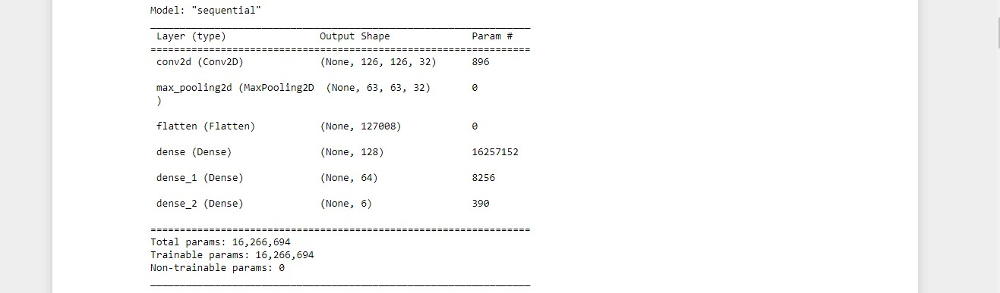 Model: "sequential"
_________________________________________________________________
Layer (type) Output Shape Param #
=================================================================
conv2d (Conv2D) (None, 126, 126, 32) 896
max_pooling2d (MaxPooling2D (None, 63, 63, 32) 0
)
flatten (Flatten) (None, 127008) 0
dense (Dense) (None, 128) 16257152
dense_1 (Dense) (None, 64) 8256
dense_2 (Dense) (None, 6) 390
=================================================================
Total params: 16,266,694
Trainable params: 16,266,694
Non-trainable params: 0
_________________________________________________________________